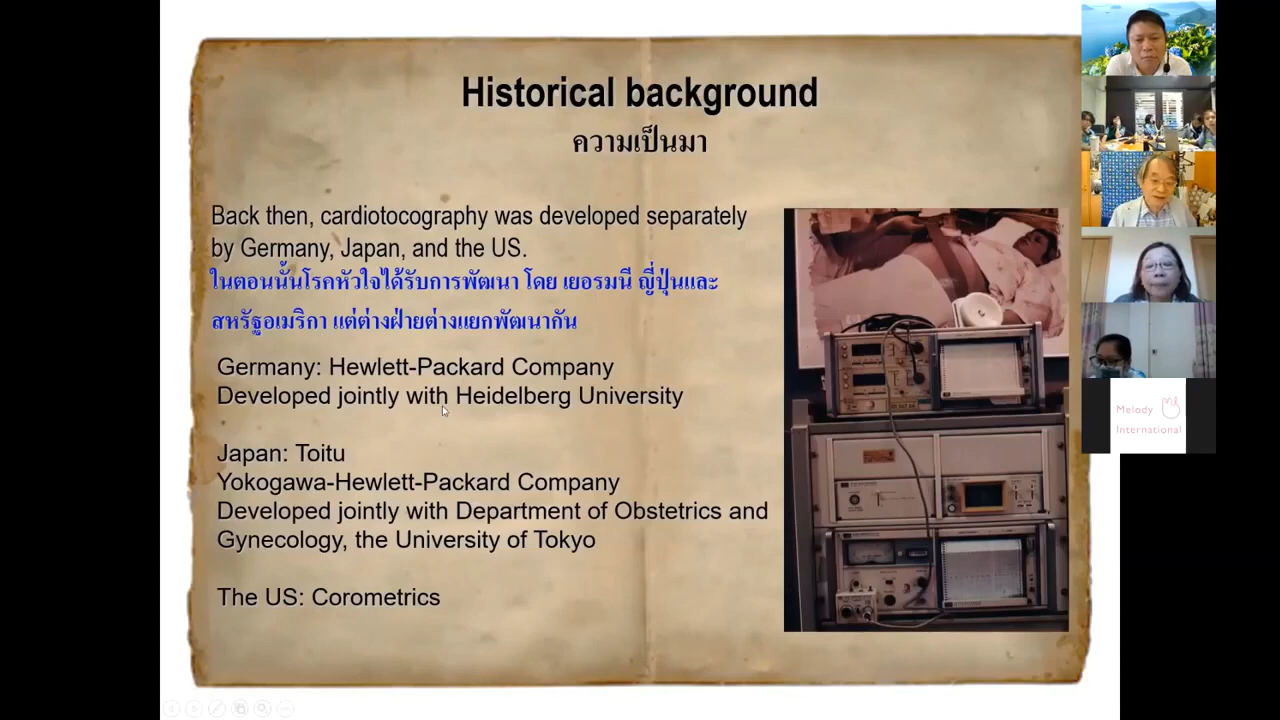 Historical background
ความเป็นมา
Back then, cardiotocography was developed separately
by Germany, Japan, and the US.
ในตอนนั้นโรคหัวใจได้รับการพัฒนา โดย เยอรมนี ญี่ปุ่นและ
สหรัฐอเมริกา แต่ต่างฝ่ายต่างแยกพัฒนากัน
Germany: Hewlett-Packard Company
Developed jointly with Heidelberg University
Japan: Toitu
Yokogawa-Hewlett-Packard Company
Developed jointly with Department of Obstetrics and
Gynecology, the University of Tokyo
The US: Corometrics
Melody
International